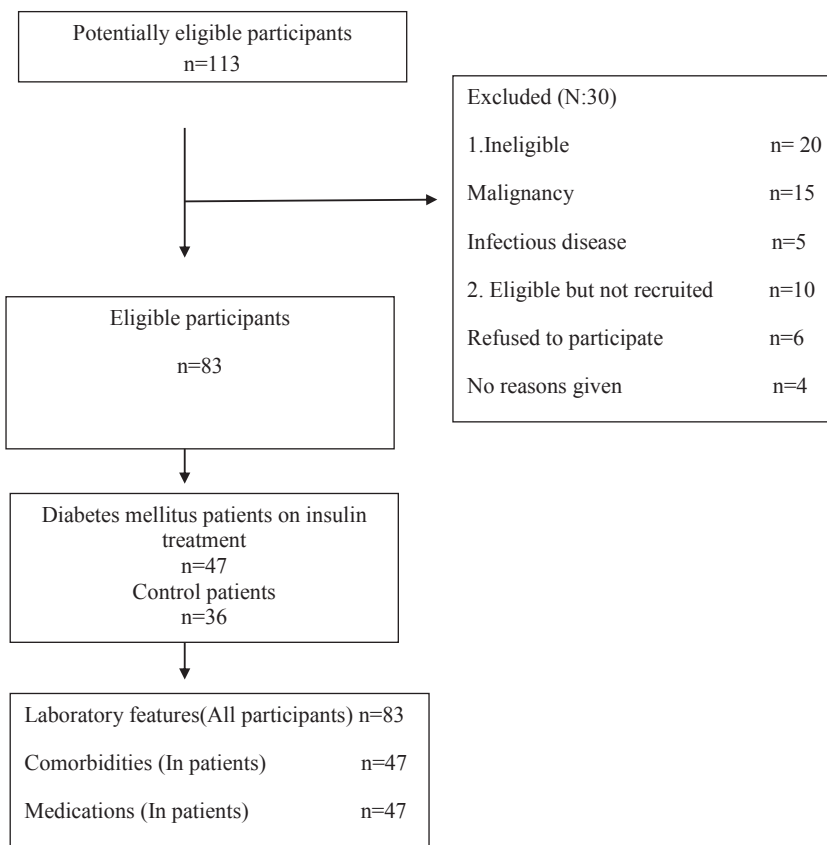 Potentially eligible participants
n=113
Excluded (N:30)
1.Ineligible n= 20
Malignancy n=15
Infectious disease n=5
2. Eligible but not recruited n=10
Refused to participate n=6
No reasons given n=4
Eligible participants
n=83
Diabetes mellitus patients on insulin
treatment
n=47
Control patients
n=36
Laboratory features(All participants) n=83
Comorbidities (In patients) n=47
Medications (In patients) n=47